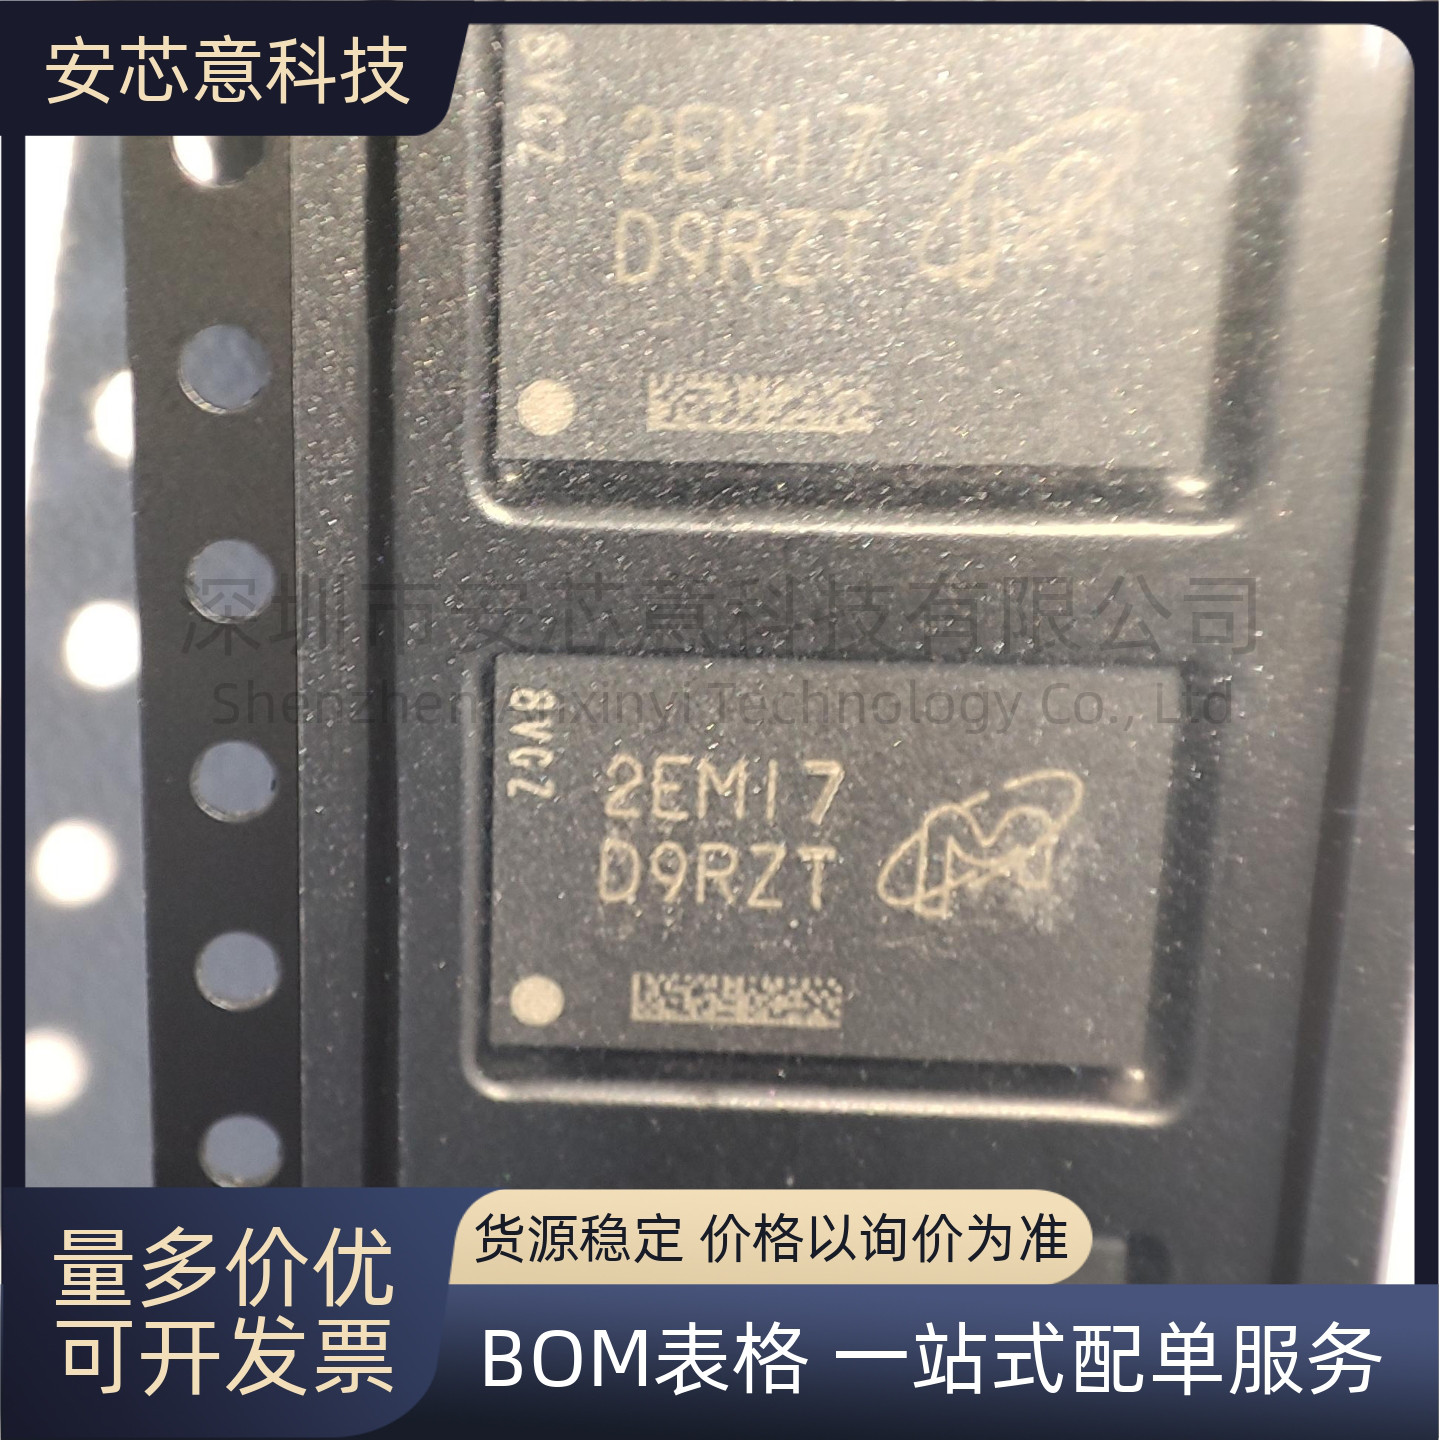 安芯意科技
8VGZ
2EM17
D9RZT
深圳市安芯意科技有限公司
Shenzhen Anxinyi Technology Co., Ltd
8VGZ
2EM17
D9RZT
量多价优
可开发票
货源稳定 价格以询价为准
BOM表格 一站式配单服务